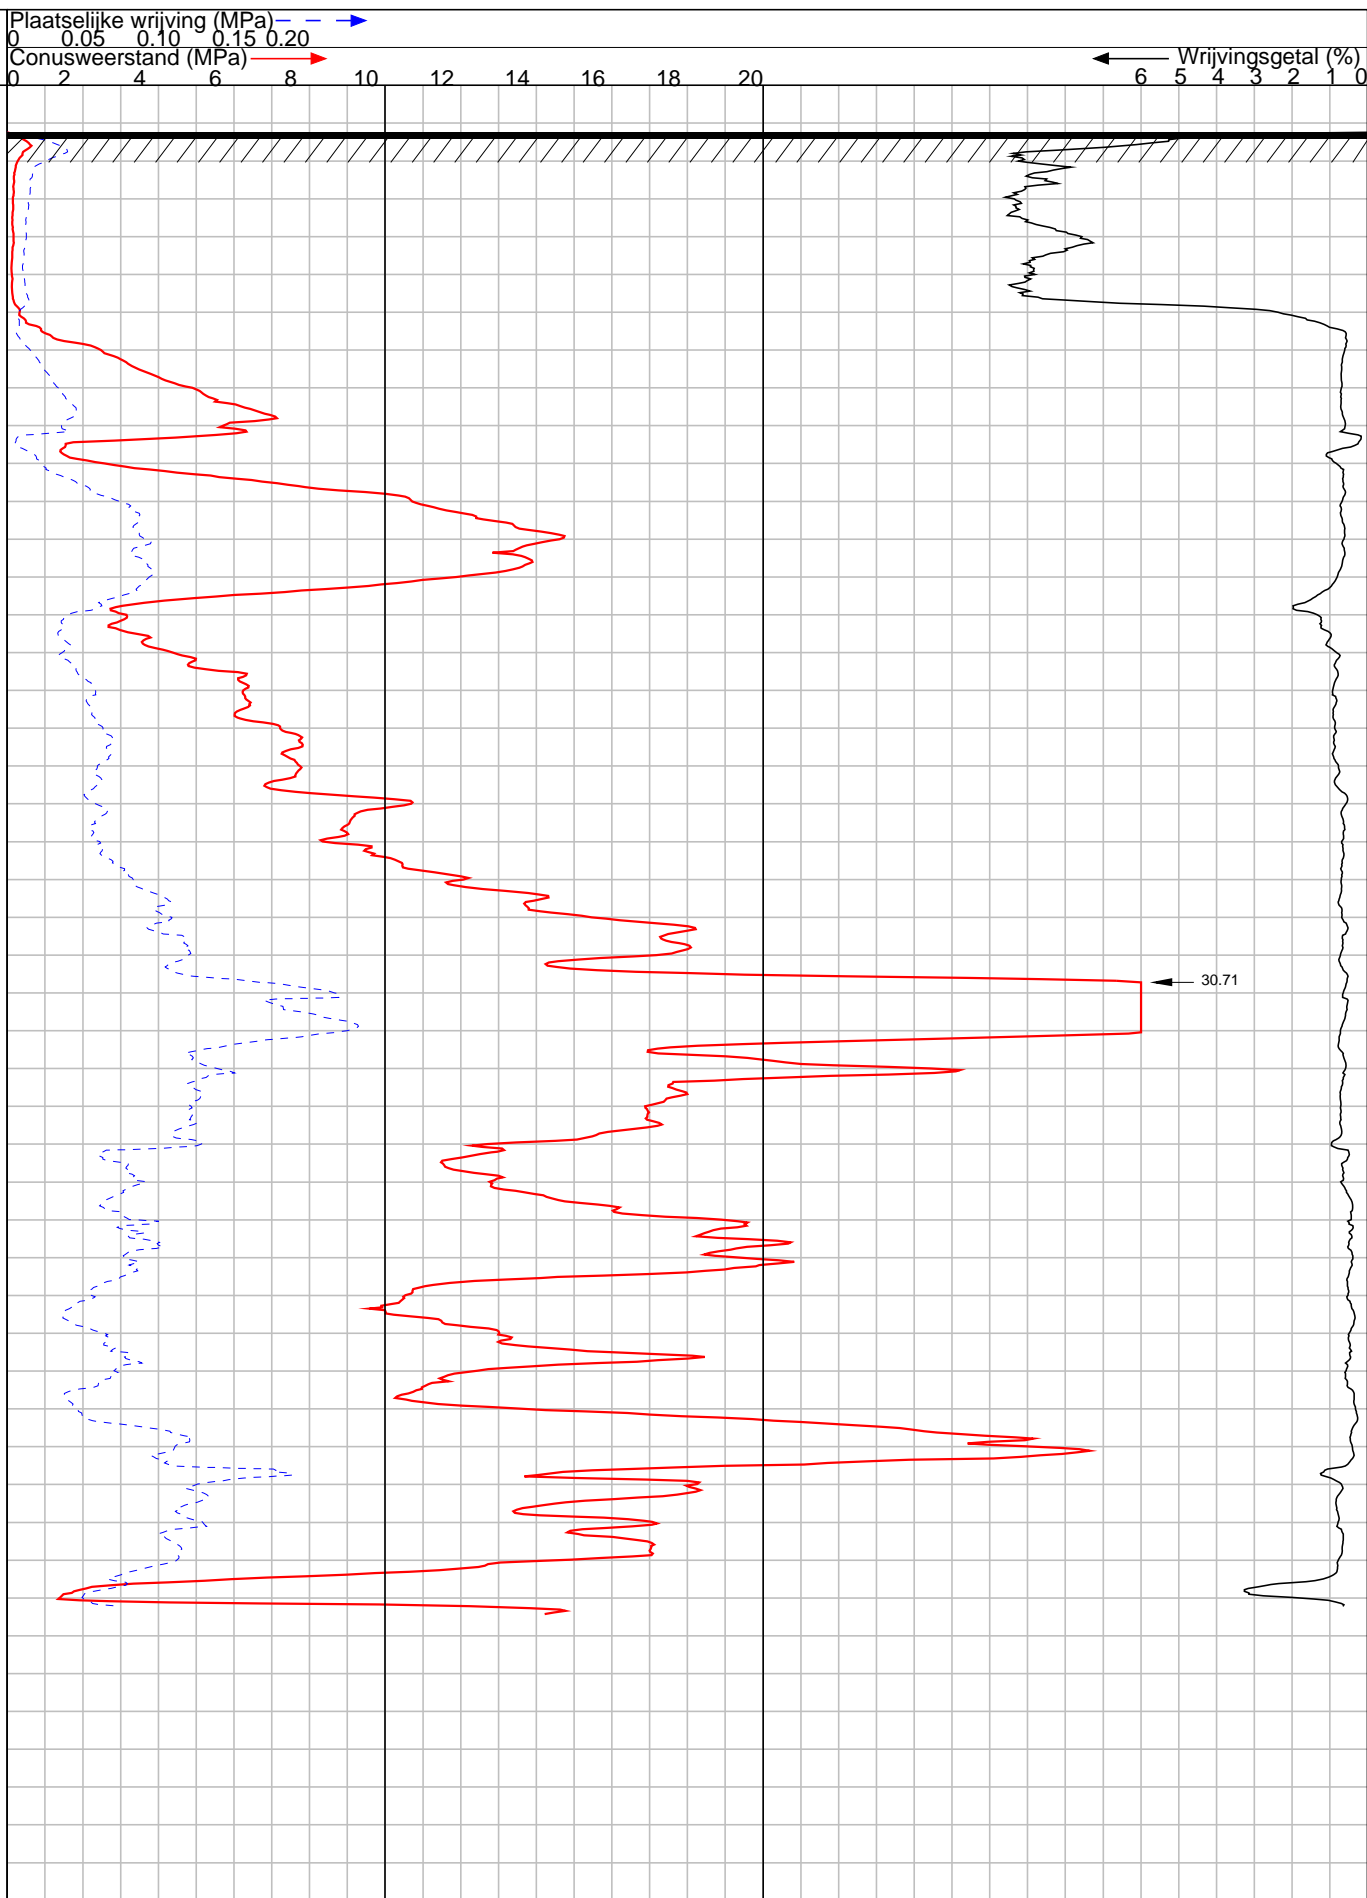 Plaatselijke wrijving (MPa)
0 0.05 0.10 0.15 0.20
Conusweerstand (MPa) Wrijvingsgetal (%)
0 2 4 6 8 10 12 14 16 18 20 6 5 4 3 2 1 0
30.71